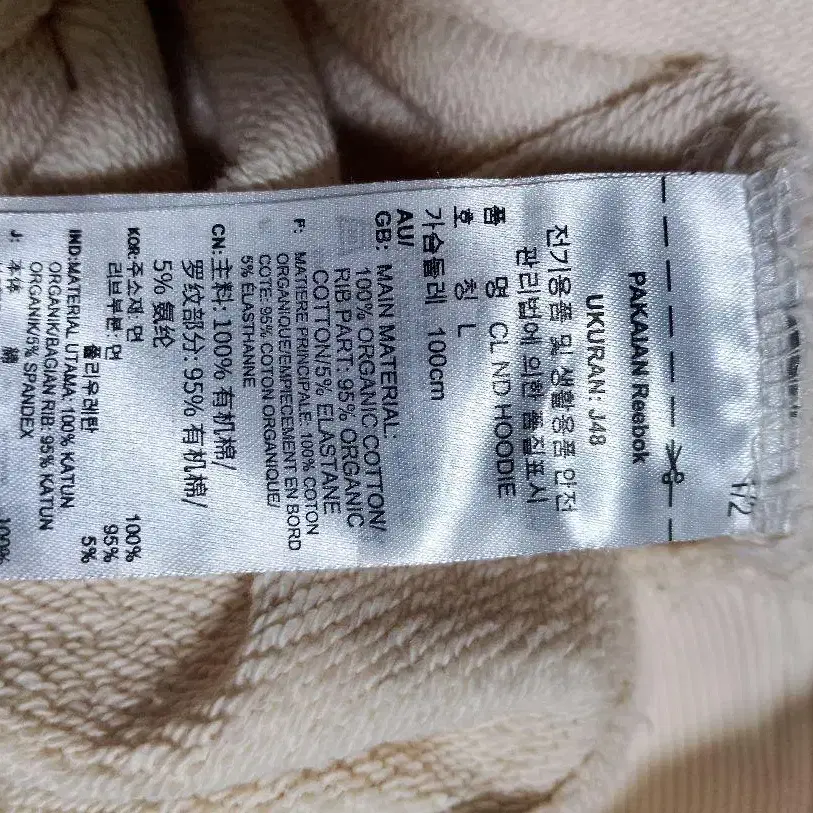 1/2
PAKAIAN Reebok
UKURAN: J48
전기용품 및 생활용품 안전
관리법에 의한 품질표시
품 명 CL ND HOODIE
호 칭 L
가슴둘레 100cm
AU/
GB: MAIN MATERIAL:
100% ORGANIC COTTON/
RIB PART: 95% ORGANIC
COTTON/5% ELASTANE
F: MATIERE PRINCIPALE: 100% COTON
ORGANIQUE/EMPIECEMENT EN BORD
COTE: 95% COTON ORGANIQUE/
5% ELASTHANNE
CN: 主料: 100% 有机棉/
罗纹部分: 95% 有机棉/
5% 氨纶
KOR: 주소재: 면 100%
리브부분: 면 95%
폴리우레탄 5%
IND: MATERIAL UTAMA: 100% KATUN
ORGANIK/BAGIAN RIB: 95% KATUN
ORGANIK/5% SPANDEX
J: 本体 綿 100%